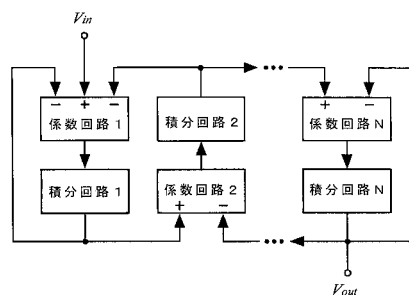 Vin
− + −
係数回路 1
積分回路 2
•••
+ −
係数回路 N
積分回路 1
係数回路 2
+ −
積分回路 N
•••
Vout